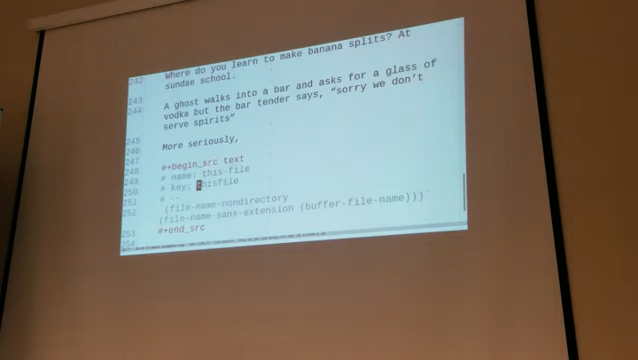 242 Where do you learn to make banana splits? At
sundae school.
243
244 A ghost walks into a bar and asks for a glass of
vodka but the bar tender says, “sorry we don’t
serve spirits”
245
246 More seriously,
247
248 #+begin_src text
249 # name: this-file
250 # key: thisfile
251 # --
252 (file-name-nondirectory
(file-name-sans-extension (buffer-file-name)))
253 #+end_src
254